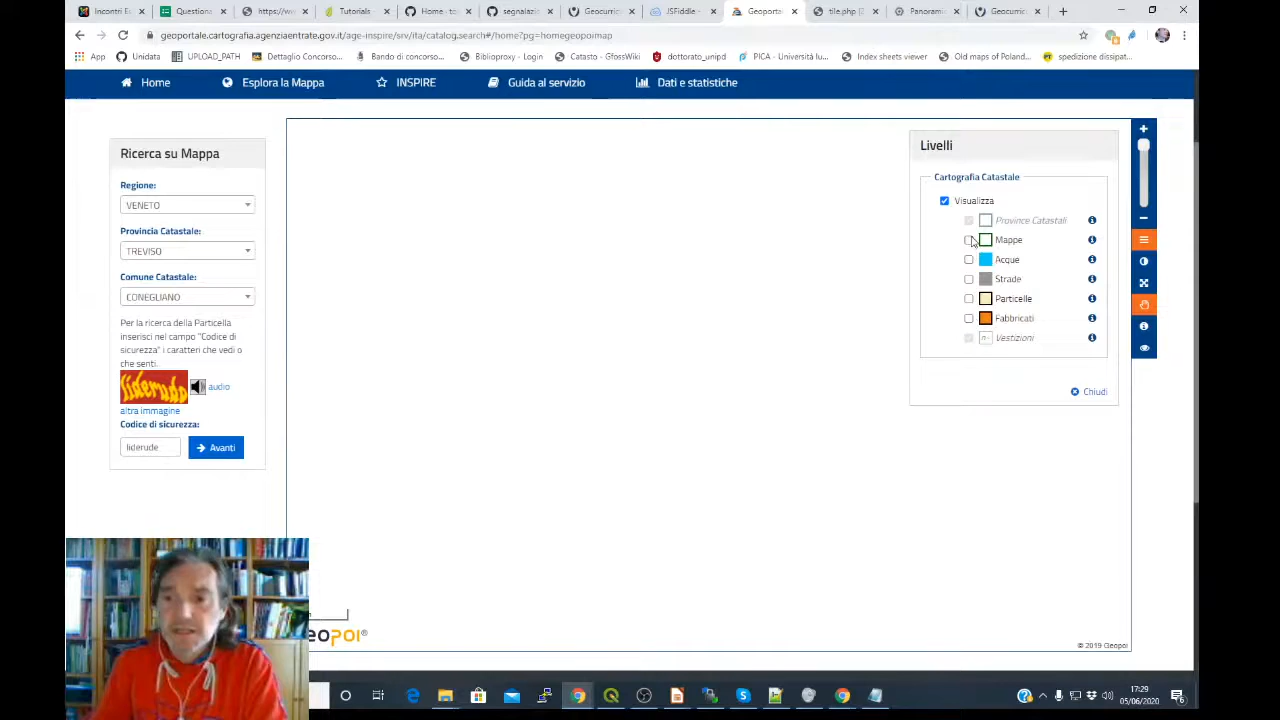 Incontri Ec
Questiona
https://we
Tutorials -
Home · to
segnalazio
Geocurric
JSFiddle -
Geoporta
tile.php (
Panorami
Geocurric
geoportale.cartografia.agenziaentrate.gov.it/age-inspire/srv/ita/catalog.search#/home?pg=homegeopoimap
App
Unidata
UPLOAD_PATH
Dettaglio Concorso...
Bando di concorso...
Biblioproxy - Login
Catasto - GfossWiki
dottorato_unipd
PICA - Università Iu...
Index sheets viewer
Old maps of Poland...
spedizione dissipat...
Home
Esplora la Mappa
INSPIRE
Guida al servizio
Dati e statistiche
Ricerca su Mappa
Regione:
VENETO
Provincia Catastale:
TREVISO
Comune Catastale:
CONEGLIANO
Per la ricerca della Particella
inserisci nel campo "Codice di
sicurezza" i caratteri che vedi o
che senti.
liderudo
audio
altra immagine
Codice di sicurezza:
liderude
Avanti
Livelli
Cartografia Catastale
Visualizza
Province Catastali
Mappe
Acque
Strade
Particelle
Fabbricati
Vestizioni
Chiudi
eopoi®
© 2019 Geopoi
17:29
05/06/2020